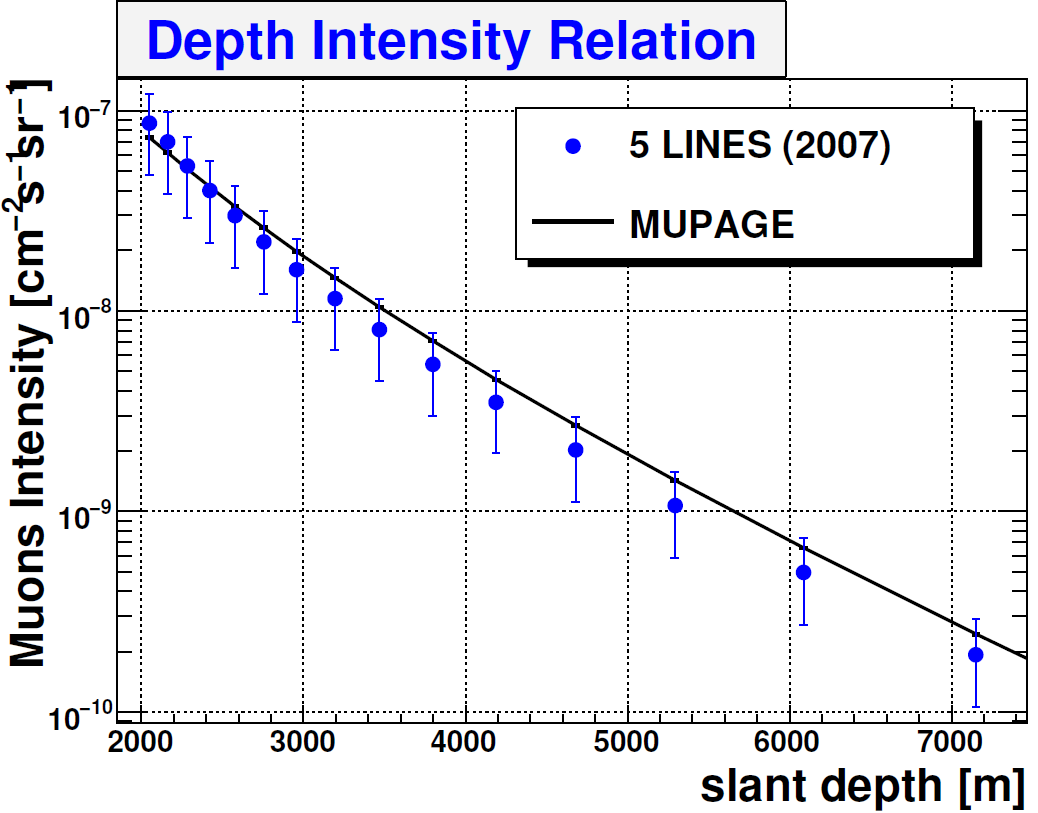 Depth Intensity Relation
Muons Intensity [cm⁻²s⁻¹sr⁻¹]
10⁻⁷
10⁻⁸
10⁻⁹
10⁻¹⁰
5 LINES (2007)
MUPAGE
2000 3000 4000 5000 6000 7000
slant depth [m]